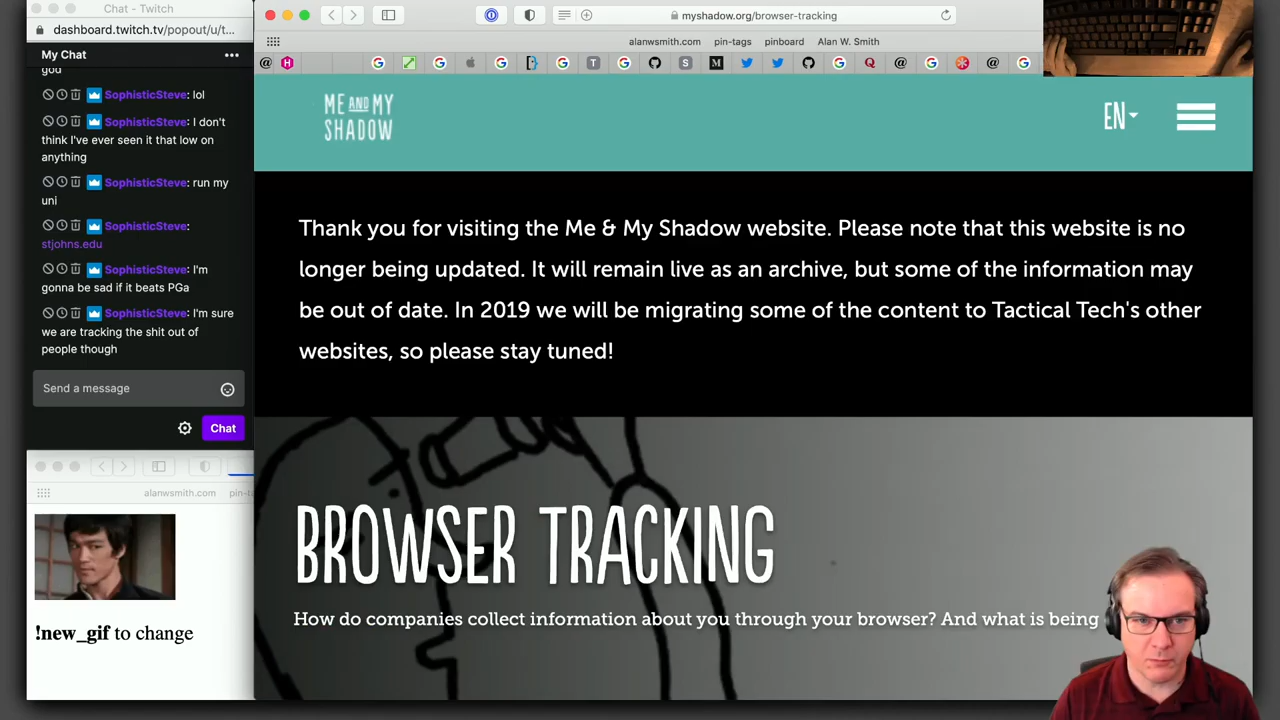 Chat - Twitch
dashboard.twitch.tv/popout/u/t...
My Chat
god
SophisticSteve: lol
SophisticSteve: I don't
think I've ever seen it that low on
anything
SophisticSteve: run my
uni
SophisticSteve:
stjohns.edu
SophisticSteve: I'm
gonna be sad if it beats PGa
SophisticSteve: I'm sure
we are tracking the shit out of
people though
Send a message
Chat
alanwsmith.com pin-ta
!new_gif to change
myshadow.org/browser-tracking
alanwsmith.com pin-tags pinboard Alan W. Smith
ME AND MY
SHADOW
EN
Thank you for visiting the Me & My Shadow website. Please note that this website is no
longer being updated. It will remain live as an archive, but some of the information may
be out of date. In 2019 we will be migrating some of the content to Tactical Tech's other
websites, so please stay tuned!
BROWSER TRACKING
How do companies collect information about you through your browser? And what is being